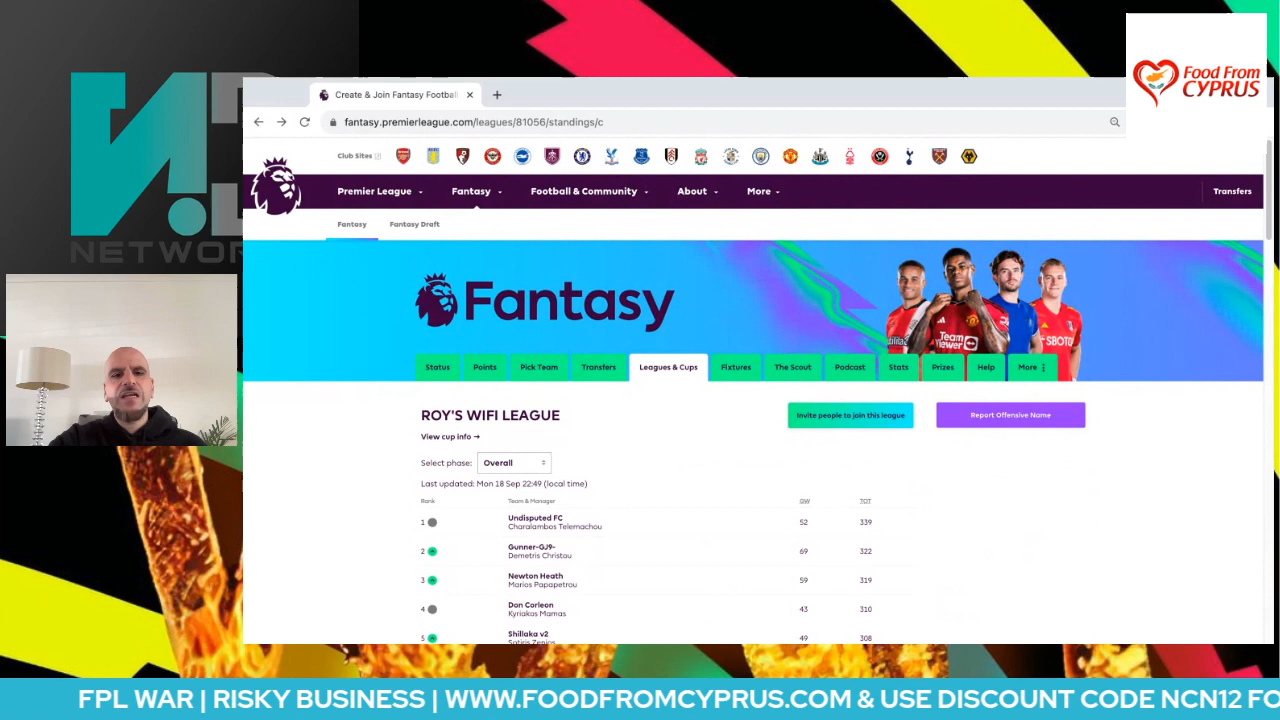 Food From
CYPRUS
NETWOR
Create & Join Fantasy Footbal
fantasy.premierleague.com/leagues/81056/standings/c
Club Sites
Premier League
Fantasy
Football & Community
About
More
Transfers
Fantasy
Fantasy Draft
Fantasy
Team
Viewer
SBOTO
Status
Points
Pick Team
Transfers
Leagues & Cups
Fixtures
The Scout
Podcast
Stats
Prizes
Help
More
ROY'S WIFI LEAGUE
Invite people to join this league
Report Offensive Name
View cup info →
Select phase: Overall
Last updated: Mon 18 Sep 22:49 (local time)
Rank Team & Manager GW TOT
1 Undisputed FC 52 339
Charalambos Telemachou
2 Gunner-GJ9- 69 322
Demetris Christou
3 Newton Heath 59 319
Marios Papapetrou
4 Don Corleon 43 310
Kyriakos Mamas
5 Shillaka v2 49 308
Sotiris Zenios
FPL WAR | RISKY BUSINESS | WWW.FOODFROMCYPRUS.COM & USE DISCOUNT CODE NCN12 FO